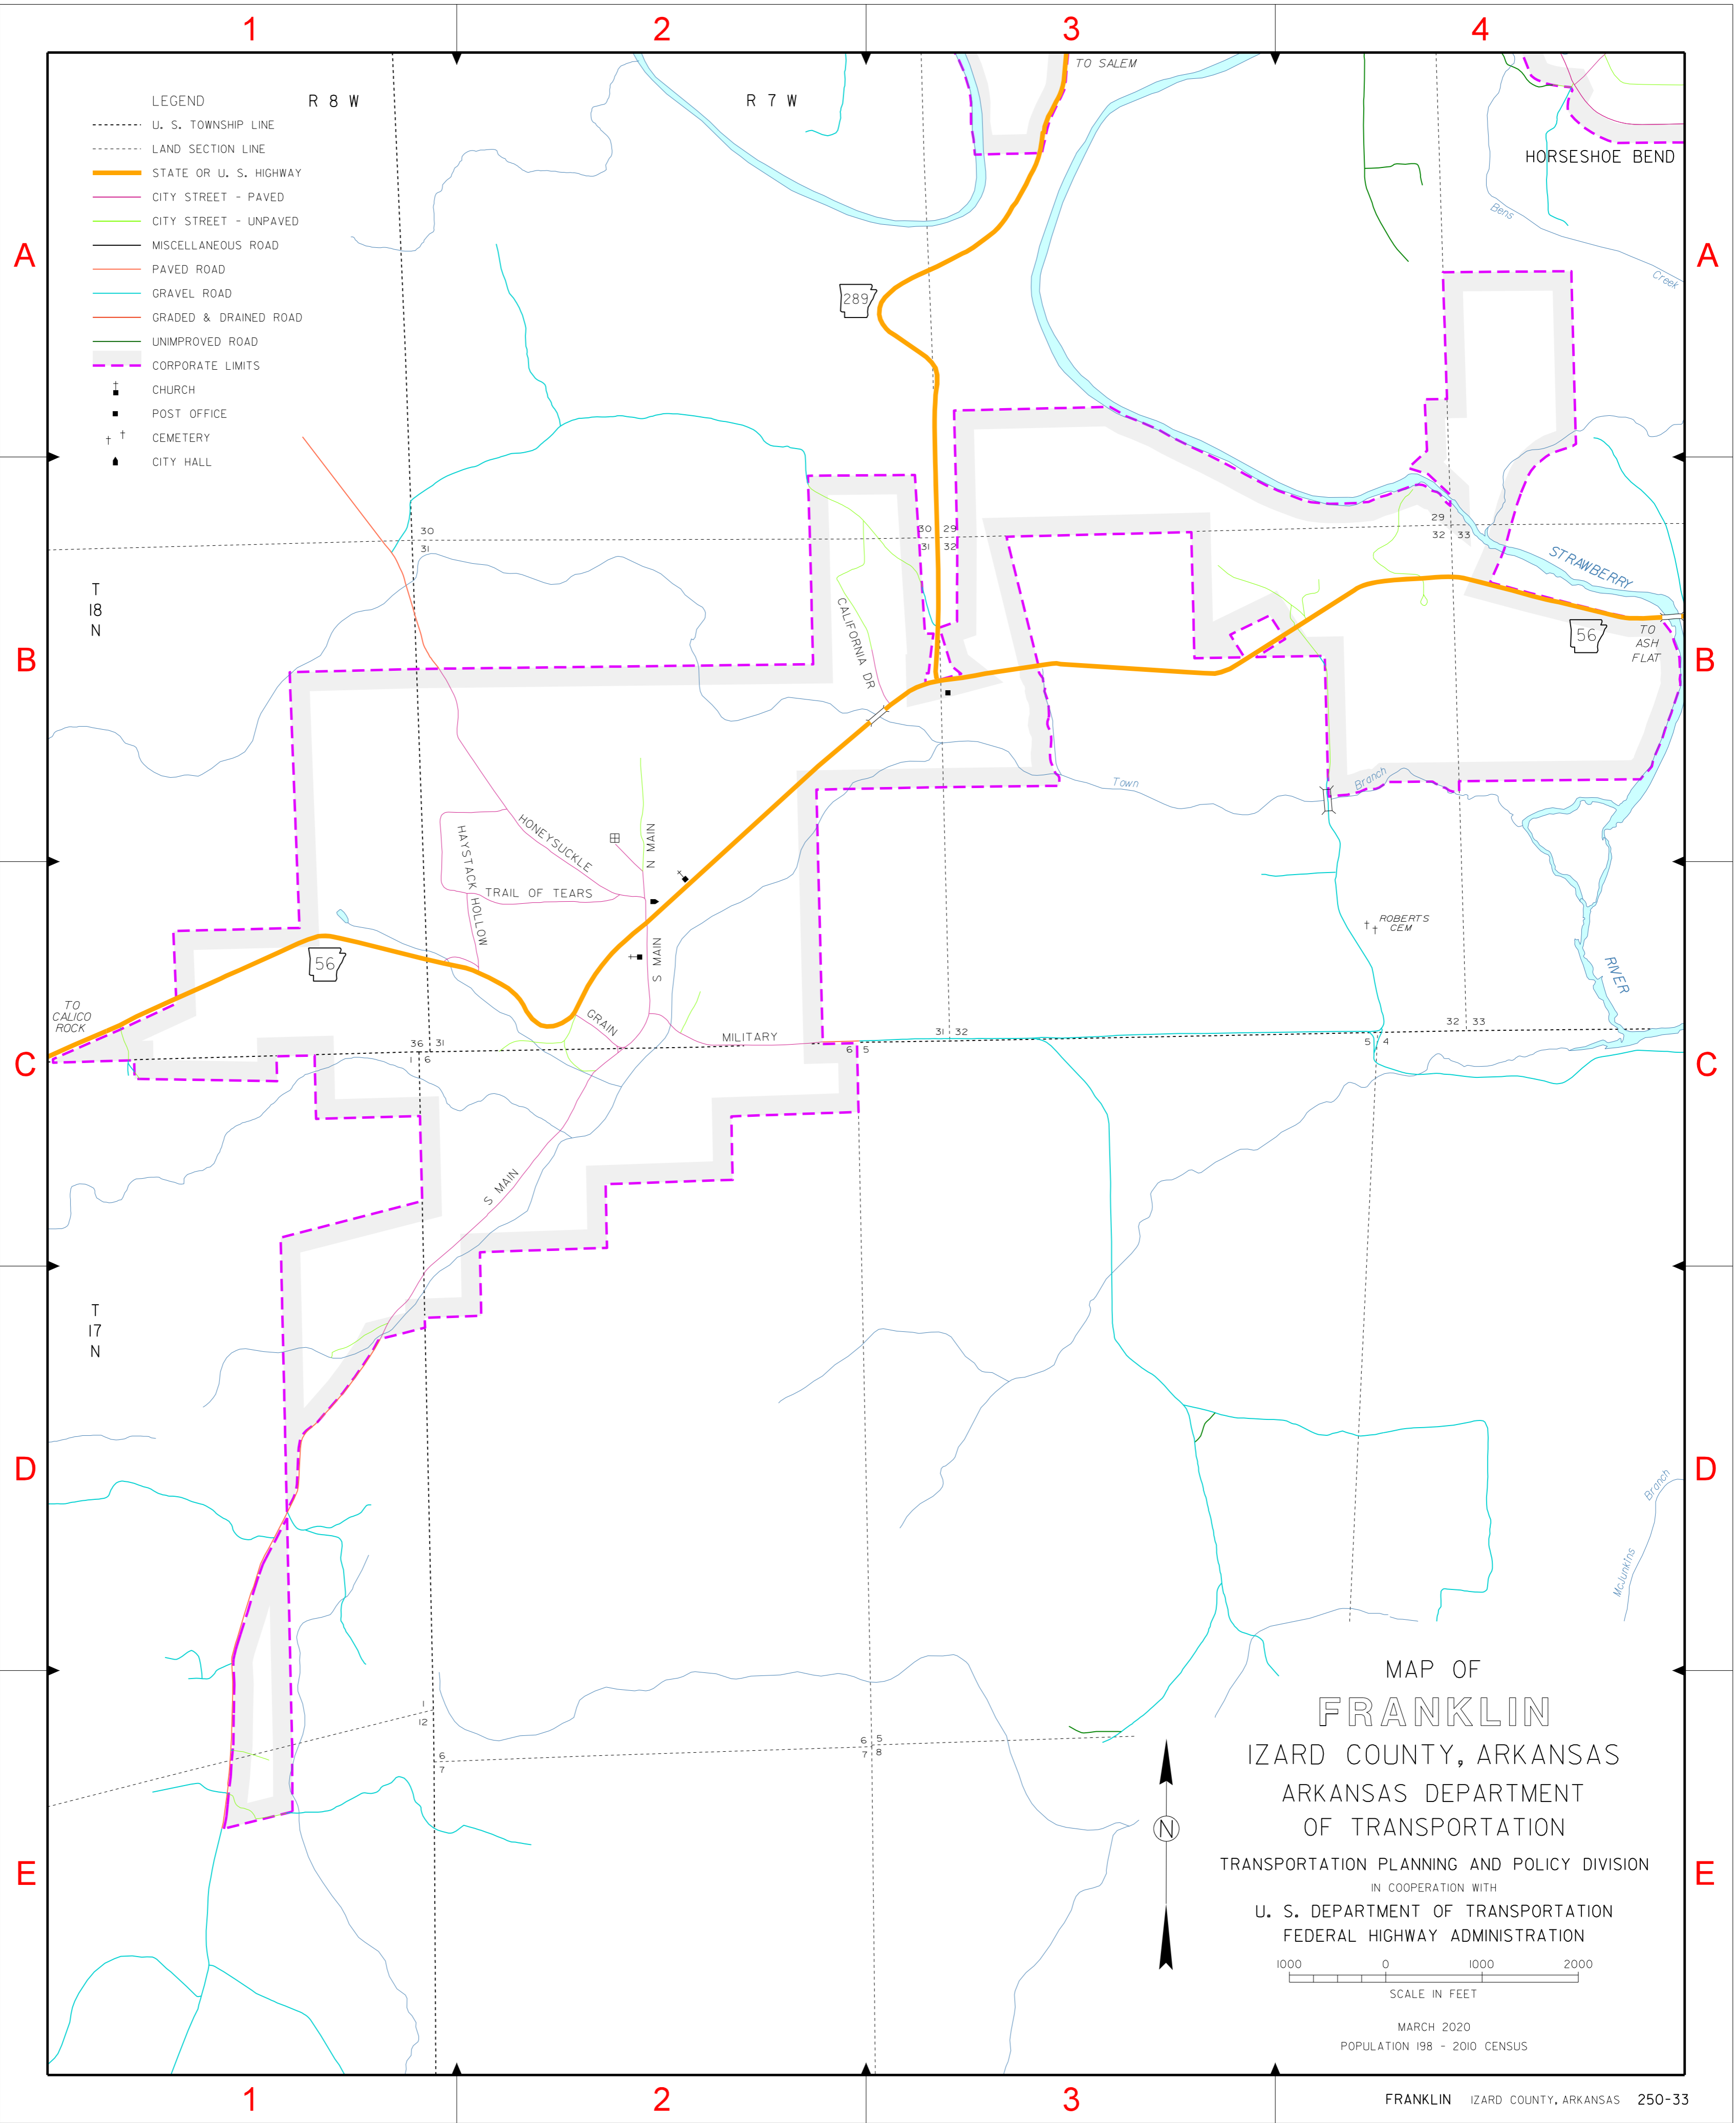 1
2
3
4
A
B
C
D
E
LEGEND
U. S. TOWNSHIP LINE
LAND SECTION LINE
STATE OR U. S. HIGHWAY
CITY STREET - PAVED
CITY STREET - UNPAVED
MISCELLANEOUS ROAD
PAVED ROAD
GRAVEL ROAD
GRADED & DRAINED ROAD
UNIMPROVED ROAD
CORPORATE LIMITS
CHURCH
POST OFFICE
CEMETERY
CITY HALL
R 8 W
R 7 W
TO SALEM
HORSESHOE BEND
Bens
Creek
289
30
31
30 29
31 32
29
32 33
T
18
N
STRAWBERRY
56
TO
ASH
FLAT
CALIFORNIA DR
Town
Branch
HONEYSUCKLE
HAYSTACK HOLLOW
N MAIN
TRAIL OF TEARS
S MAIN
ROBERTS
CEM
RIVER
56
TO
CALICO
ROCK
GRAIN
MILITARY
36 31
1 6
31 32
6 5
32 33
5 4
S MAIN
T
17
N
McJunkins
Branch
1
12
6
7
6 5
7 8
N
MAP OF
FRANKLIN
IZARD COUNTY, ARKANSAS
ARKANSAS DEPARTMENT
OF TRANSPORTATION
TRANSPORTATION PLANNING AND POLICY DIVISION
IN COOPERATION WITH
U. S. DEPARTMENT OF TRANSPORTATION
FEDERAL HIGHWAY ADMINISTRATION
1000 0 1000 2000
SCALE IN FEET
MARCH 2020
POPULATION 198 - 2010 CENSUS
A
B
C
D
E
1
2
3
FRANKLIN IZARD COUNTY, ARKANSAS 250-33